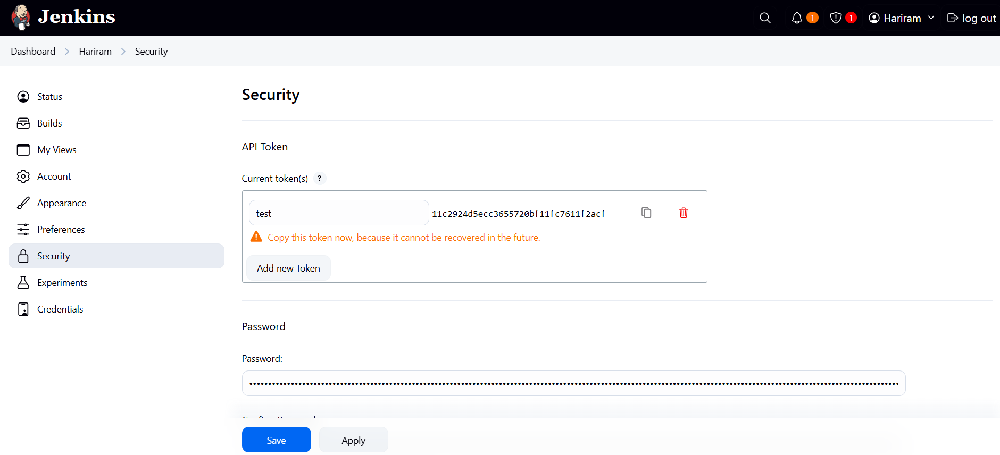 Jenkins
1
1
Hariram
log out
Dashboard
Hariram
Security
Status
Builds
My Views
Account
Appearance
Preferences
Security
Experiments
Credentials
Security
API Token
Current token(s) ?
test
11c2924d5ecc3655720bf11fc7611f2acf
Copy this token now, because it cannot be recovered in the future.
Add new Token
Password
Password:
Save
Apply